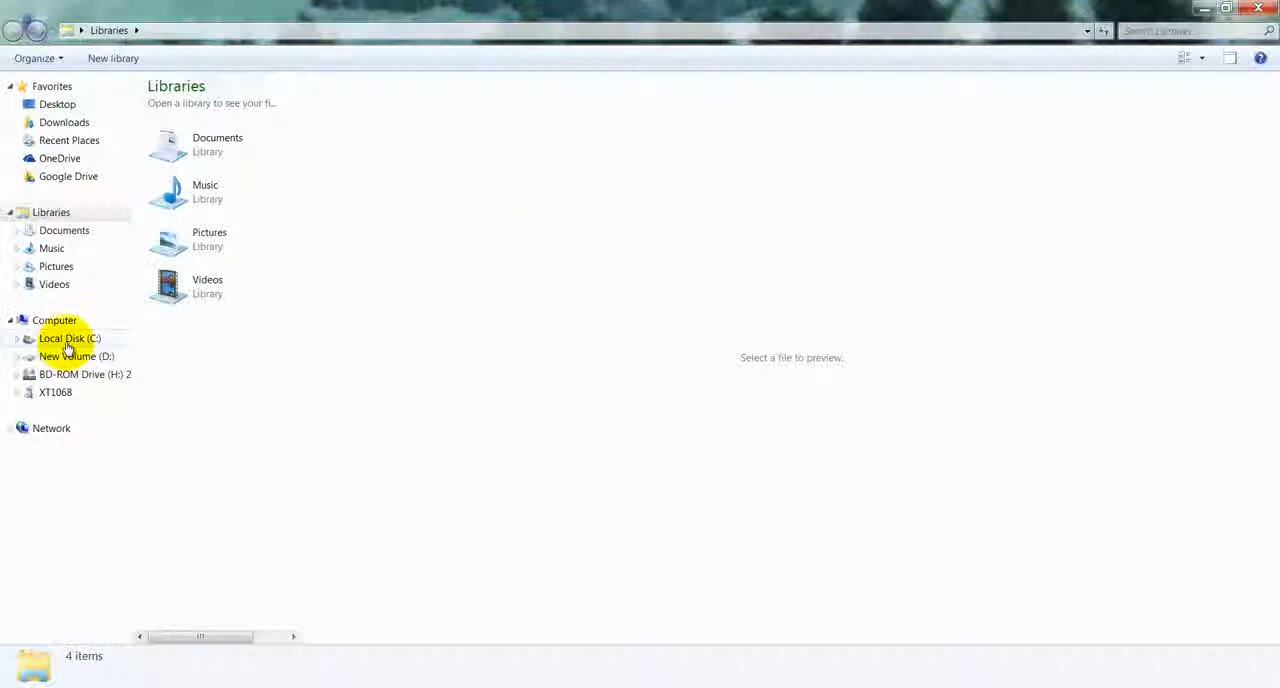 Libraries
Organize
New library
Favorites
Desktop
Downloads
Recent Places
OneDrive
Google Drive
Libraries
Documents
Music
Pictures
Videos
Computer
Local Disk (C:)
New Volume (D:)
BD-ROM Drive (H:) 2
XT1068
Network
Libraries
Open a library to see your fi...
Documents
Library
Music
Library
Pictures
Library
Videos
Library
Select a file to preview.
4 items